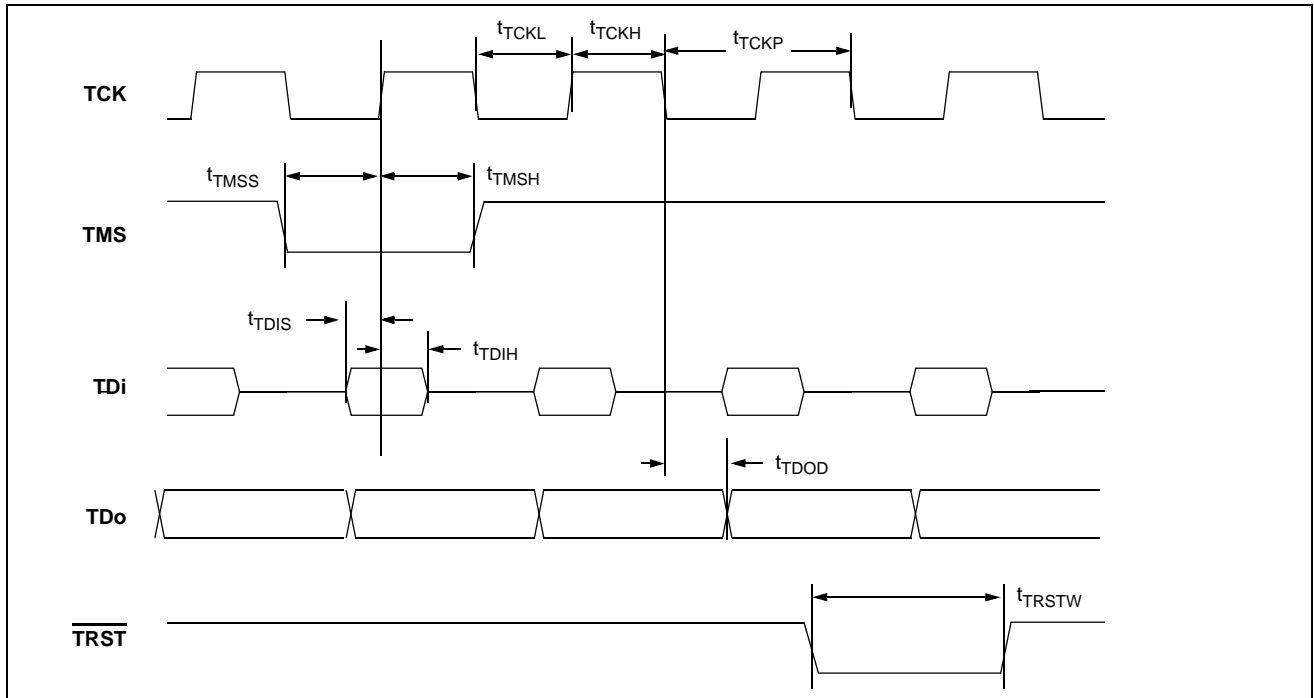 tTCKL tTCKH tTCKP
TCK
tTMSS tTMSH
TMS
tTDIS
tTDIH
TDi
tTDOD
TDo
tTRSTW
TRST